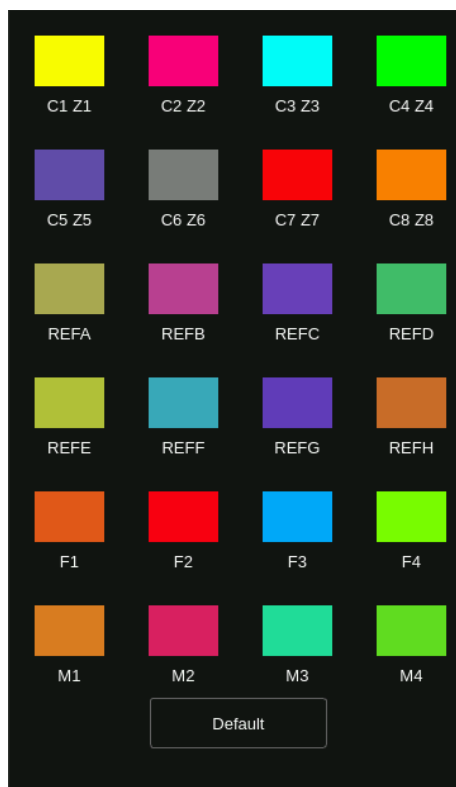 C1 Z1 C2 Z2 C3 Z3 C4 Z4
C5 Z5 C6 Z6 C7 Z7 C8 Z8
REFA REFB REFC REFD
REFE REFF REFG REFH
F1 F2 F3 F4
M1 M2 M3 M4
Default